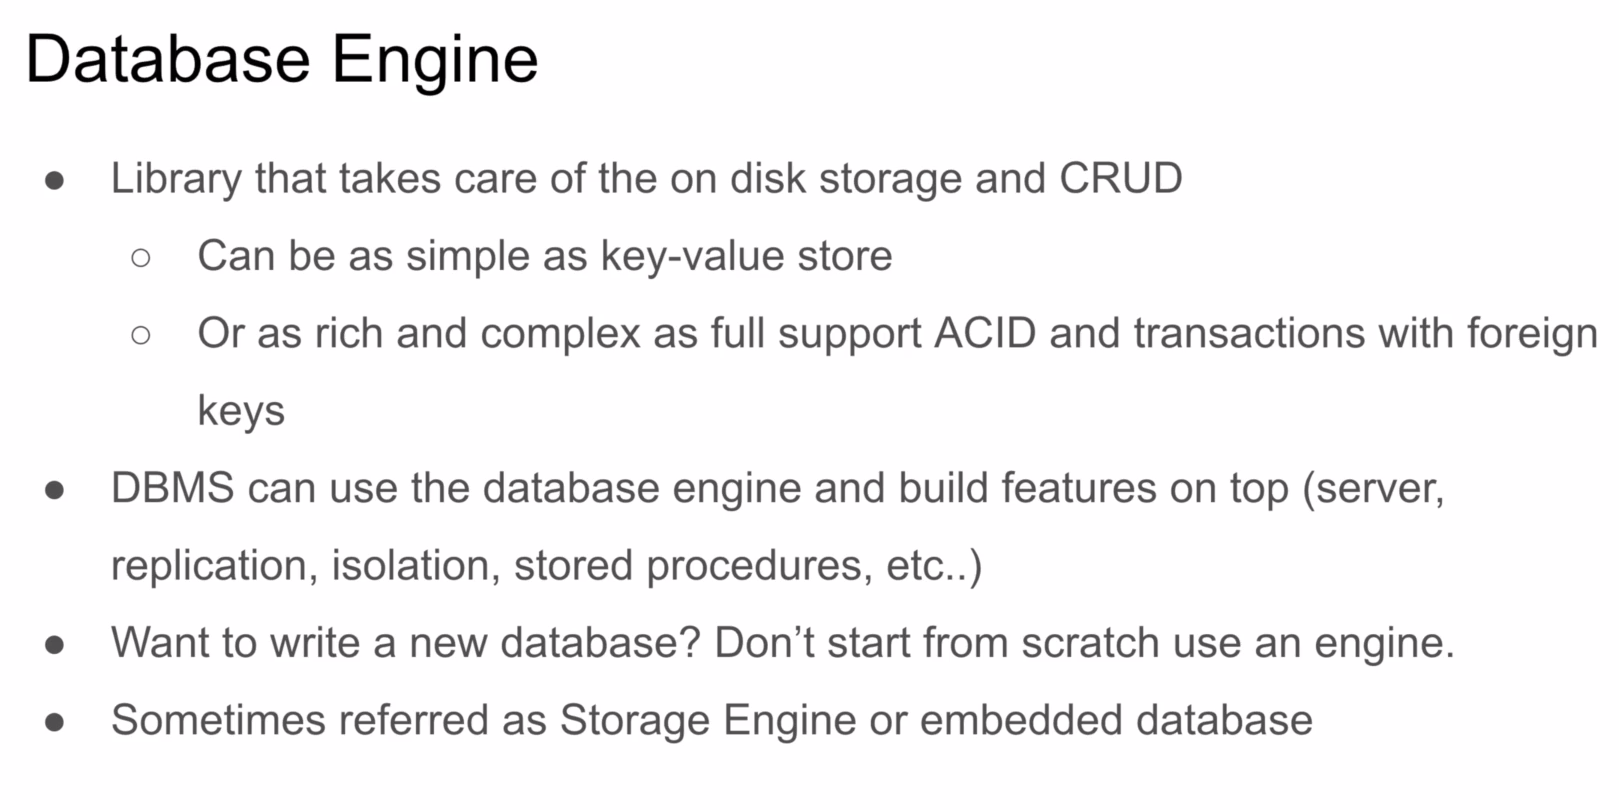 Database Engine
● Library that takes care of the on disk storage and CRUD
○ Can be as simple as key-value store
○ Or as rich and complex as full support ACID and transactions with foreign
keys
● DBMS can use the database engine and build features on top (server,
replication, isolation, stored procedures, etc..)
● Want to write a new database? Don’t start from scratch use an engine.
● Sometimes referred as Storage Engine or embedded database